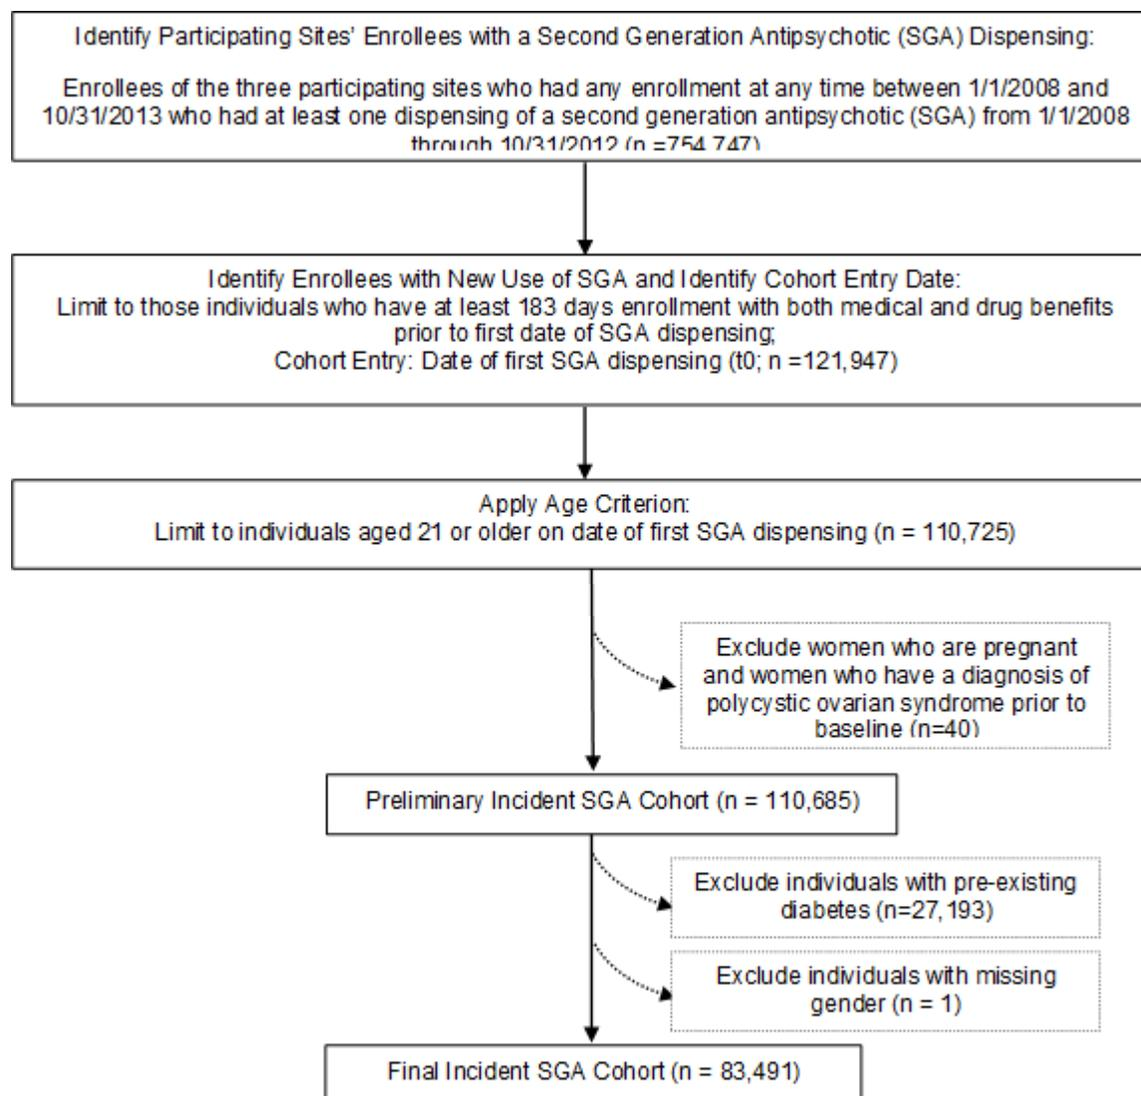 Identify Participating Sites' Enrollees with a Second Generation Antipsychotic (SGA) Dispensing:
Enrollees of the three participating sites who had any enrollment at any time between 1/1/2008 and
10/31/2013 who had at least one dispensing of a second generation antipsychotic (SGA) from 1/1/2008
through 10/31/2012 (n =754,747)
Identify Enrollees with New Use of SGA and Identify Cohort Entry Date:
Limit to those individuals who have at least 183 days enrollment with both medical and drug benefits
prior to first date of SGA dispensing;
Cohort Entry: Date of first SGA dispensing (t0; n =121,947)
Apply Age Criterion:
Limit to individuals aged 21 or older on date of first SGA dispensing (n = 110,725)
Exclude women who are pregnant
and women who have a diagnosis of
polycystic ovarian syndrome prior to
baseline (n=40)
Preliminary Incident SGA Cohort (n = 110,685)
Exclude individuals with pre-existing
diabetes (n=27,193)
Exclude individuals with missing
gender (n = 1)
Final Incident SGA Cohort (n = 83,491)